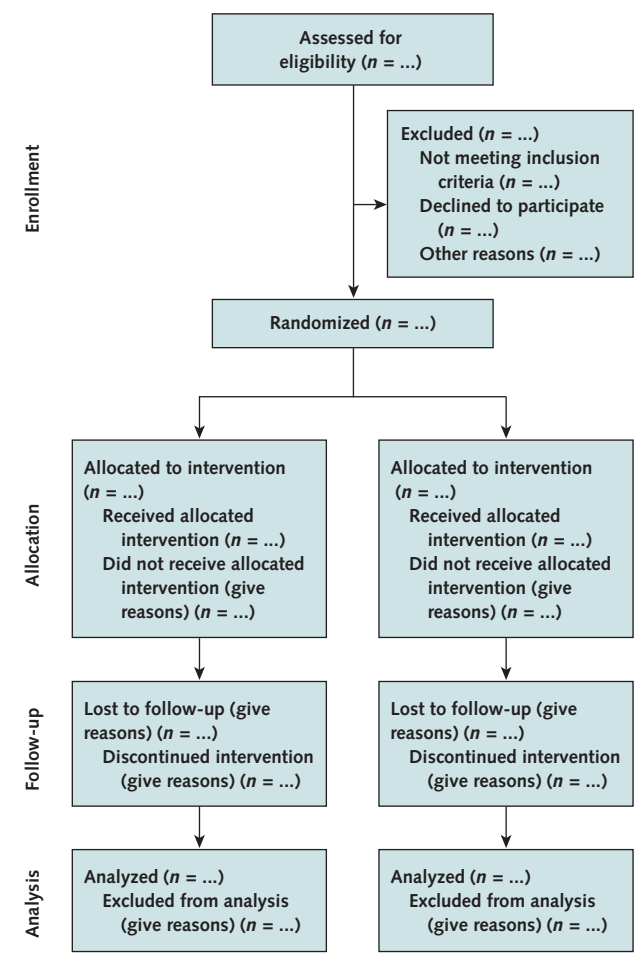 Assessed for
eligibility (n = ...)
Enrollment
Excluded (n = ...)
Not meeting inclusion
criteria (n = ...)
Declined to participate
(n = ...)
Other reasons (n = ...)
Randomized (n = ...)
Allocation
Allocated to intervention
(n = ...)
Received allocated
intervention (n = ...)
Did not receive allocated
intervention (give
reasons) (n = ...)
Allocated to intervention
(n = ...)
Received allocated
intervention (n = ...)
Did not receive allocated
intervention (give
reasons) (n = ...)
Follow-up
Lost to follow-up (give
reasons) (n = ...)
Discontinued intervention
(give reasons) (n = ...)
Lost to follow-up (give
reasons) (n = ...)
Discontinued intervention
(give reasons) (n = ...)
Analysis
Analyzed (n = ...)
Excluded from analysis
(give reasons) (n = ...)
Analyzed (n = ...)
Excluded from analysis
(give reasons) (n = ...)